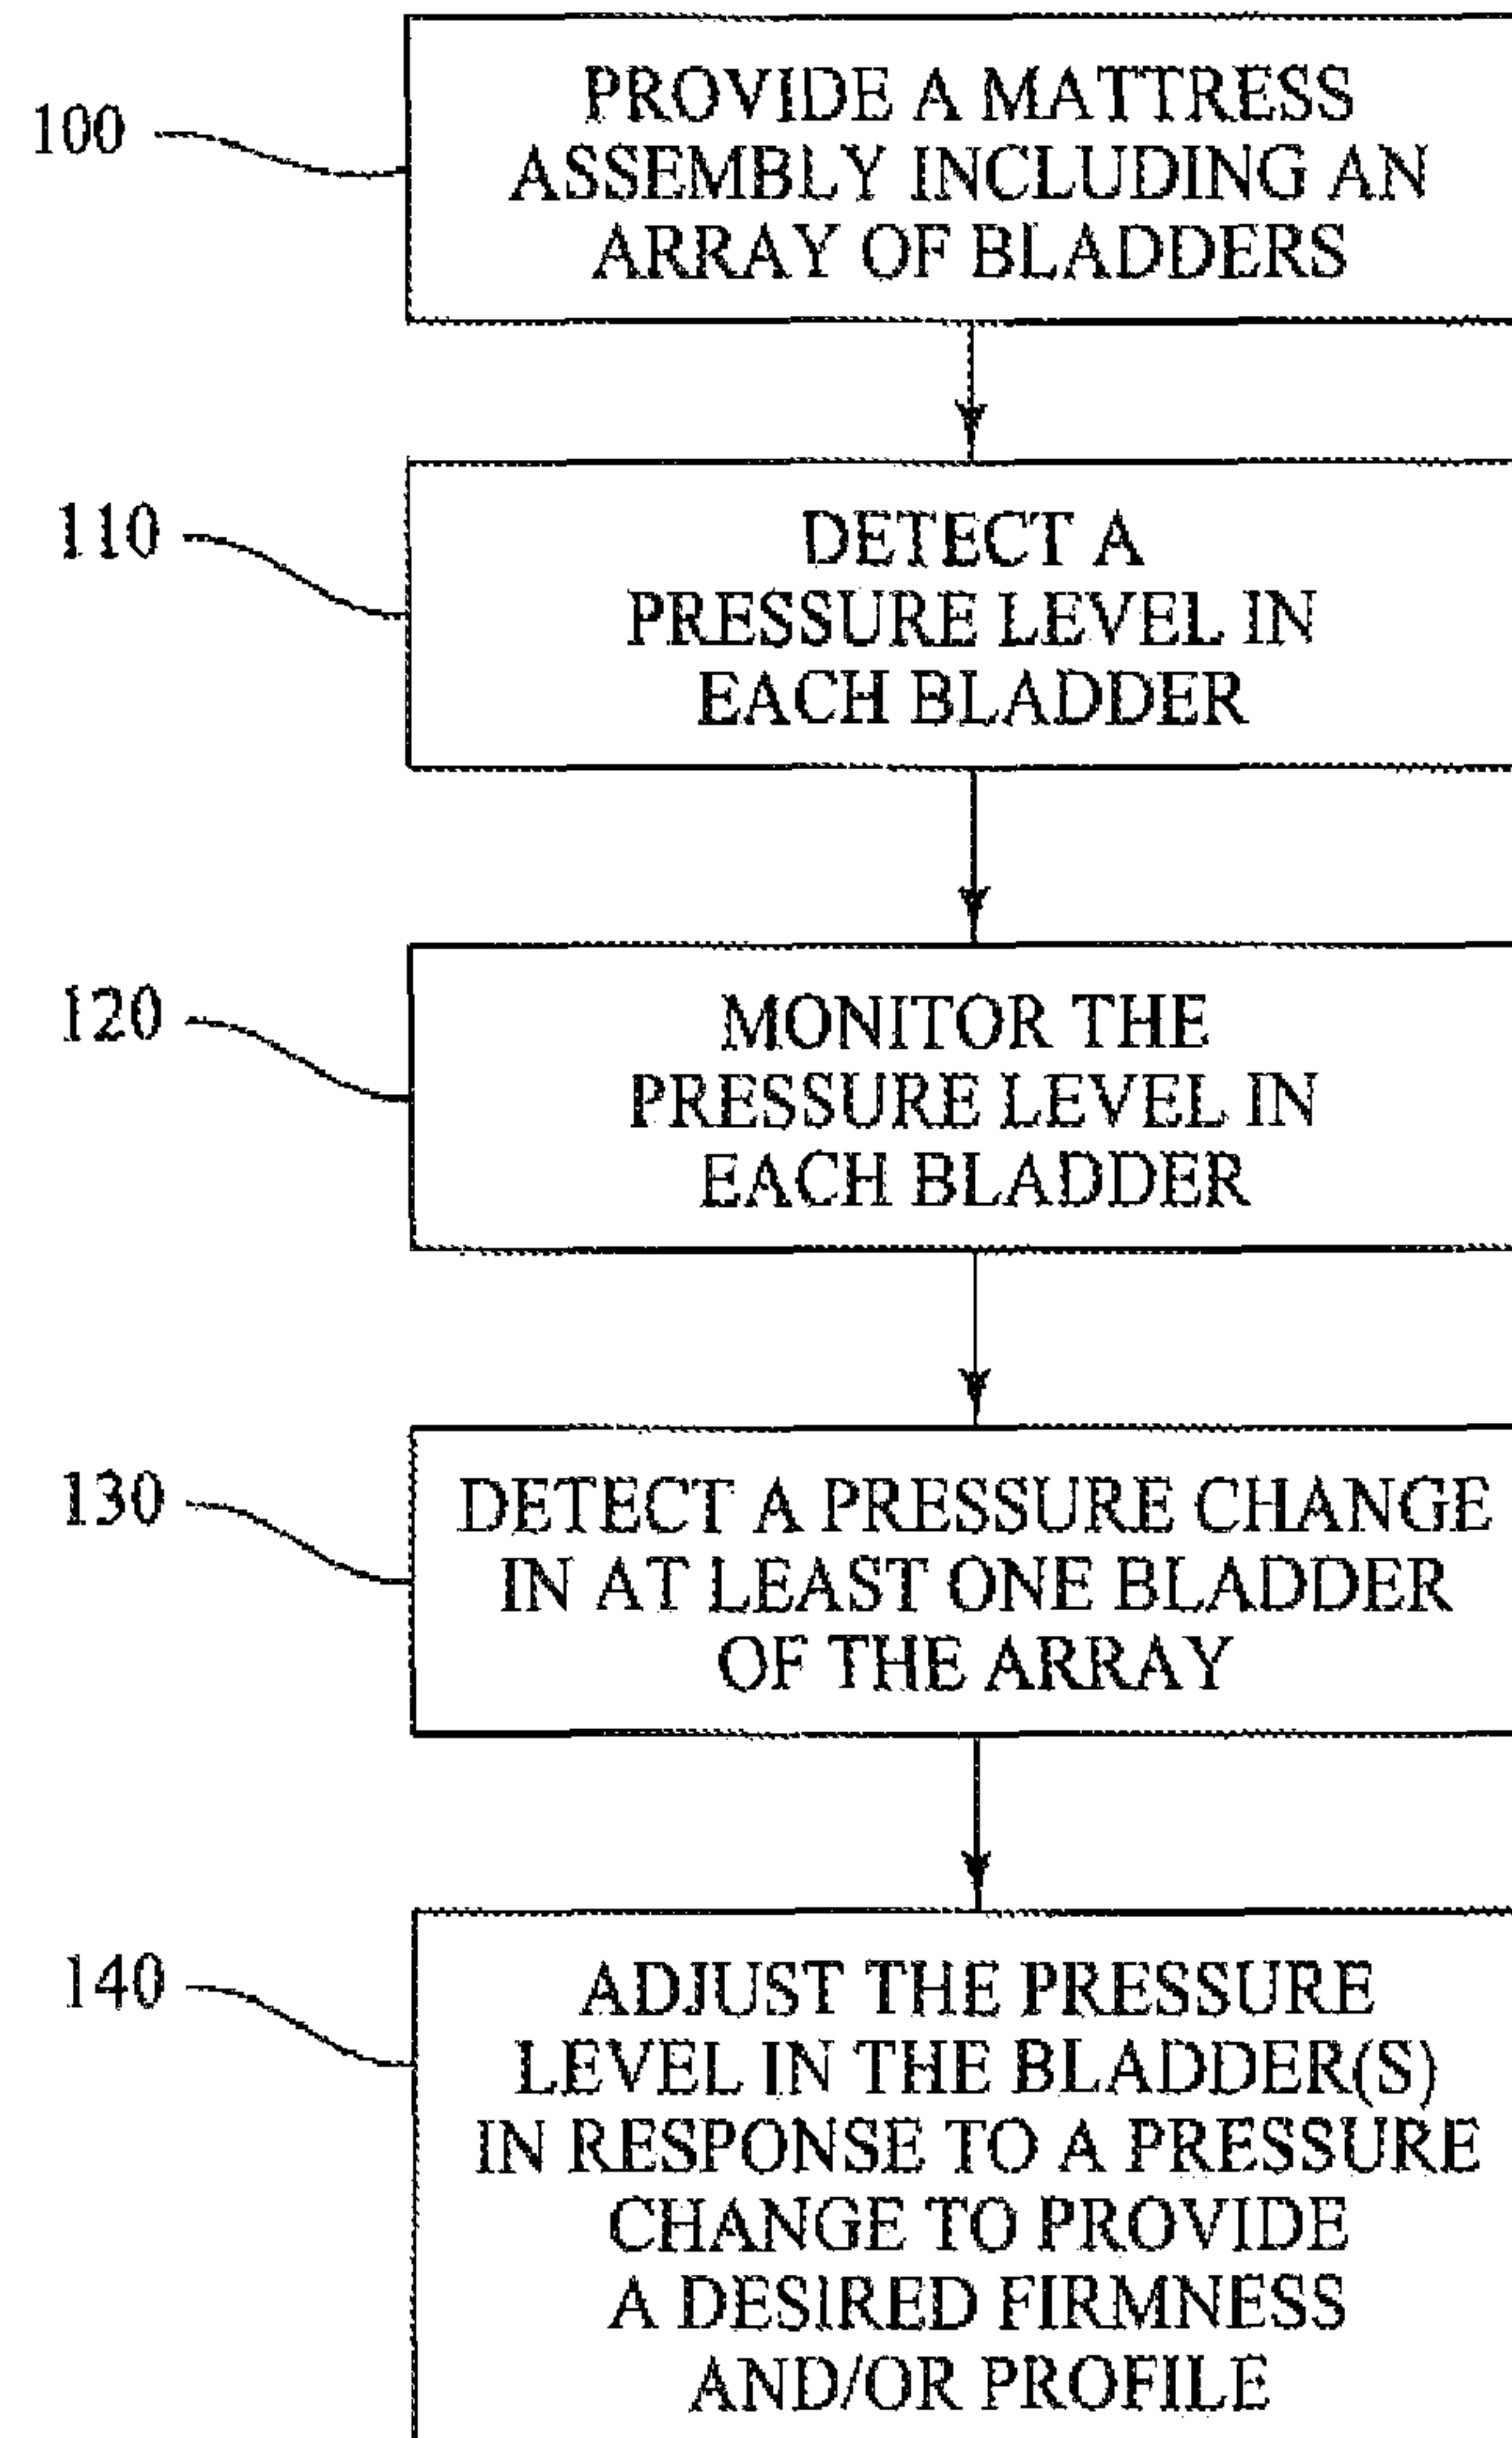 100
PROVIDE A MATTRESS
ASSEMBLY INCLUDING AN
ARRAY OF BLADDERS
110
DETECT A
PRESSURE LEVEL IN
EACH BLADDER
120
MONITOR THE
PRESSURE LEVEL IN
EACH BLADDER
130
DETECT A PRESSURE CHANGE
IN AT LEAST ONE BLADDER
OF THE ARRAY
140
ADJUST THE PRESSURE
LEVEL IN THE BLADDER(S)
IN RESPONSE TO A PRESSURE
CHANGE TO PROVIDE
A DESIRED FIRMNESS
AND/OR PROFILE